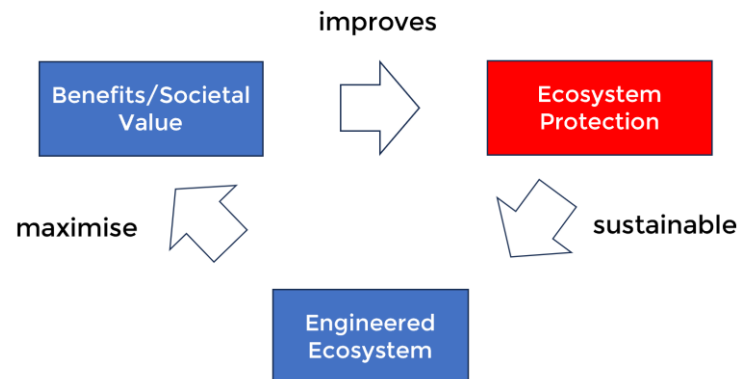 improves
Benefits/Societal
Value
Ecosystem
Protection
maximise
sustainable
Engineered
Ecosystem